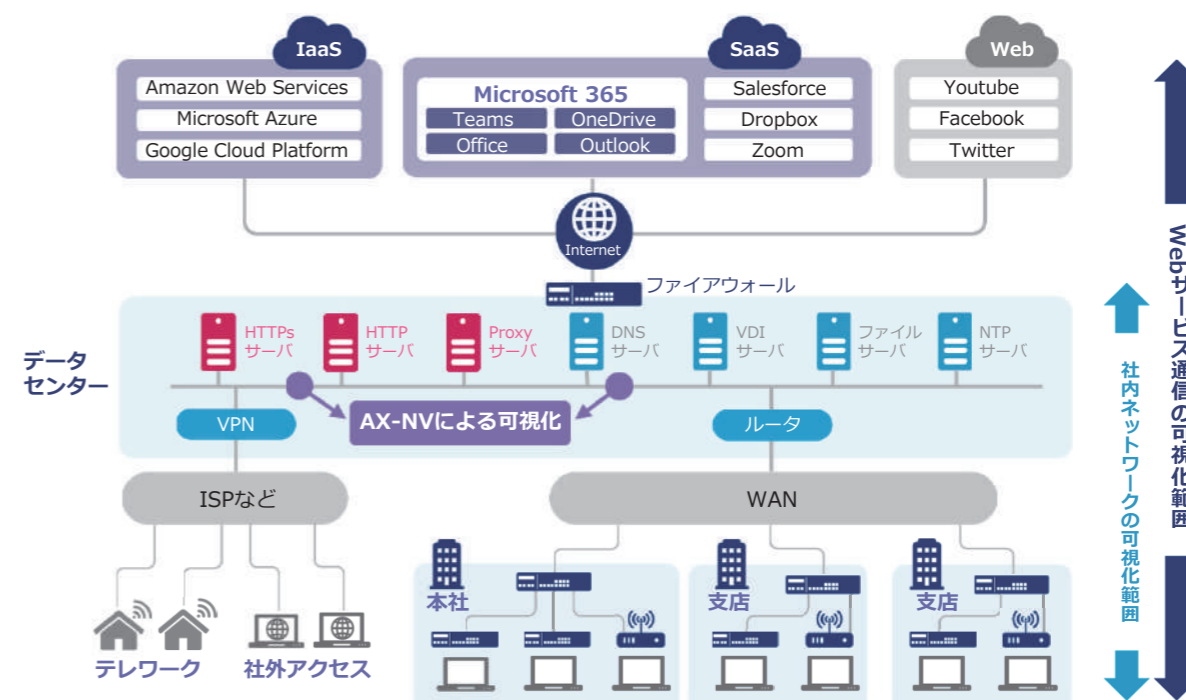 IaaS
Amazon Web Services
Microsoft Azure
Google Cloud Platform
SaaS
Microsoft 365
Teams
OneDrive
Office
Outlook
Salesforce
Dropbox
Zoom
Web
Youtube
Facebook
Twitter
Internet
ファイアウォール
データ
センター
HTTPs
サーバ
HTTP
サーバ
Proxy
サーバ
DNS
サーバ
VDI
サーバ
ファイル
サーバ
NTP
サーバ
VPN
AX-NVによる可視化
ルータ
ISPなど
WAN
テレワーク
社外アクセス
本社
支店
支店
社内ネットワークの可視化範囲
Webサービス通信の可視化範囲